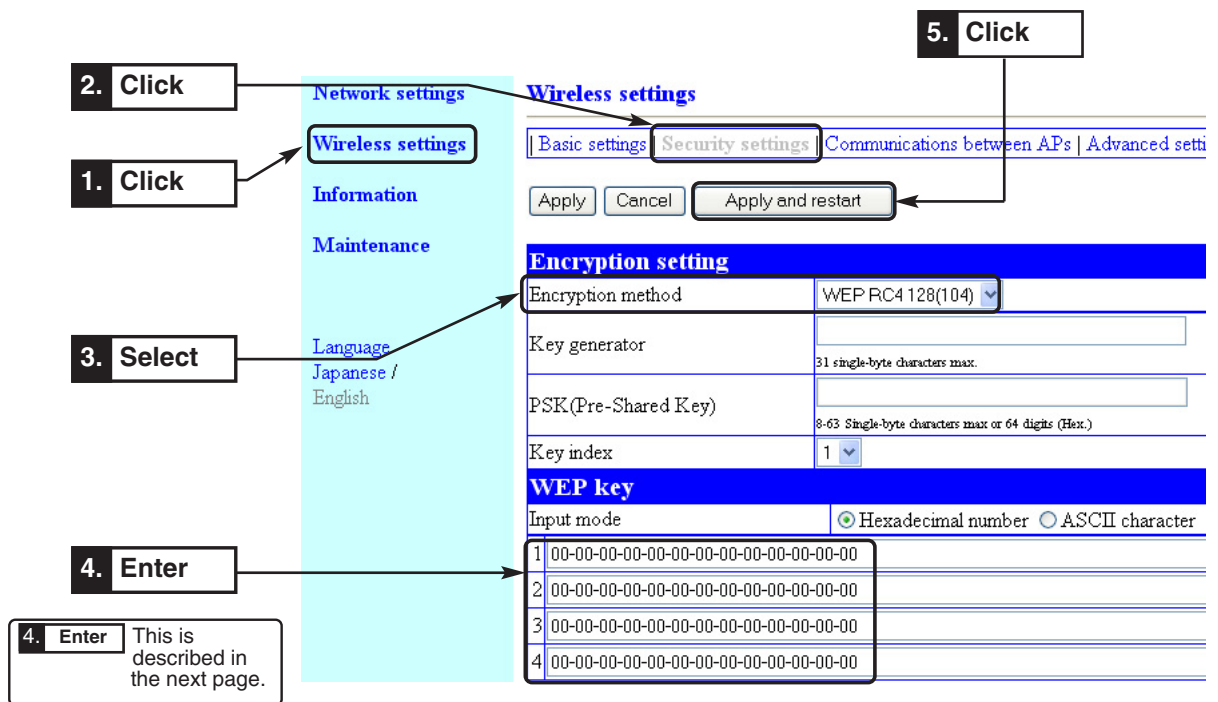 5. Click
2. Click
1. Click
3. Select
4. Enter
4. Enter This is
described in
the next page.
Network settings
Wireless settings
Information
Maintenance
Language
Japanese /
English
Wireless settings
| Basic settings | Security settings | Communications between APs | Advanced setti
Apply Cancel Apply and restart
Encryption setting
Encryption method WEP RC4 128(104)
Key generator
31 single-byte characters max.
PSK(Pre-Shared Key)
8-63 Single-byte characters max or 64 digits (Hex.)
Key index 1
WEP key
Input mode Hexadecimal number ASCII character
1 00-00-00-00-00-00-00-00-00-00-00-00-00
2 00-00-00-00-00-00-00-00-00-00-00-00-00
3 00-00-00-00-00-00-00-00-00-00-00-00-00
4 00-00-00-00-00-00-00-00-00-00-00-00-00